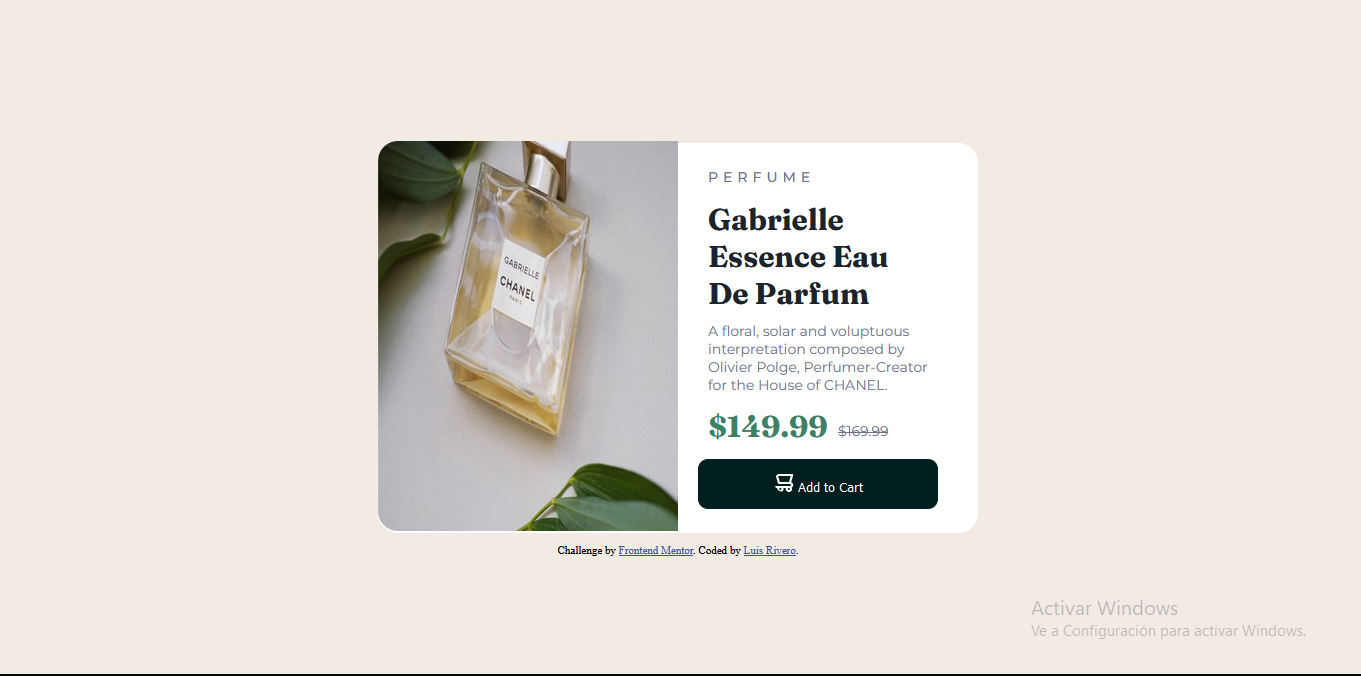 GABRIELLE
CHANEL
PARIS
PERFUME
Gabrielle
Essence Eau
De Parfum
A floral, solar and voluptuous
interpretation composed by
Olivier Polge, Perfumer-Creator
for the House of CHANEL.
$149.99 $169.99
Add to Cart
Challenge by Frontend Mentor. Coded by Luis Rivero.
Activar Windows
Ve a Configuración para activar Windows.